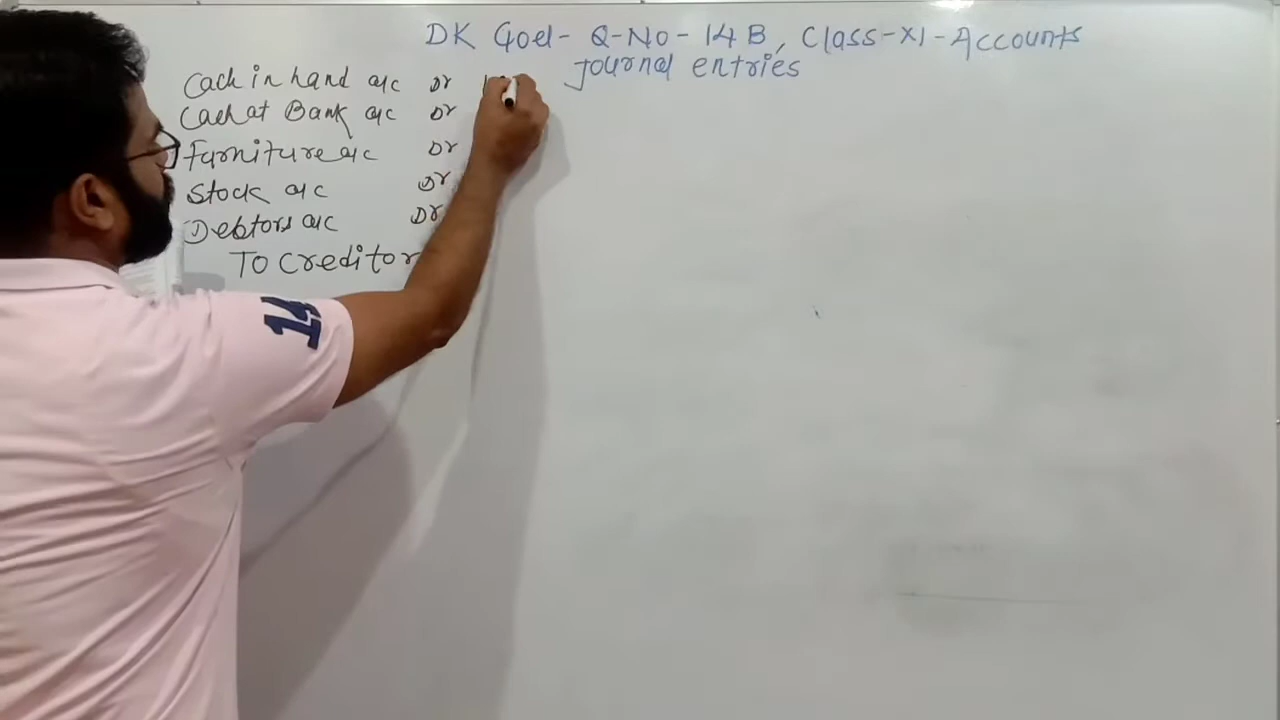 DK Goel- Q-No- 14 B, Class-XI-Accounts
Journal entries
Cash in hand a/c Dr
Cash at Bank a/c Dr
Furniture a/c Dr
Stock a/c Dr
Debtors a/c Dr
To Creditor
14